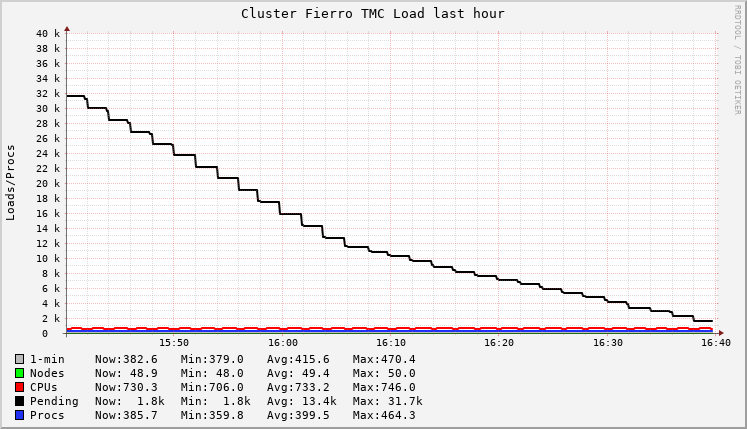 Cluster Fierro TMC Load last hour
RRDTOOL / TOBI OETIKER
Loads/Procs
40 k
38 k
36 k
34 k
32 k
30 k
28 k
26 k
24 k
22 k
20 k
18 k
16 k
14 k
12 k
10 k
8 k
6 k
4 k
2 k
0
15:50 16:00 16:10 16:20 16:30 16:40
1-min Now:382.6 Min:379.0 Avg:415.6 Max:470.4
Nodes Now: 48.9 Min: 48.0 Avg: 49.4 Max: 50.0
CPUs Now:730.3 Min:706.0 Avg:733.2 Max:746.0
Pending Now: 1.8k Min: 1.8k Avg: 13.4k Max: 31.7k
Procs Now:385.7 Min:359.8 Avg:399.5 Max:464.3